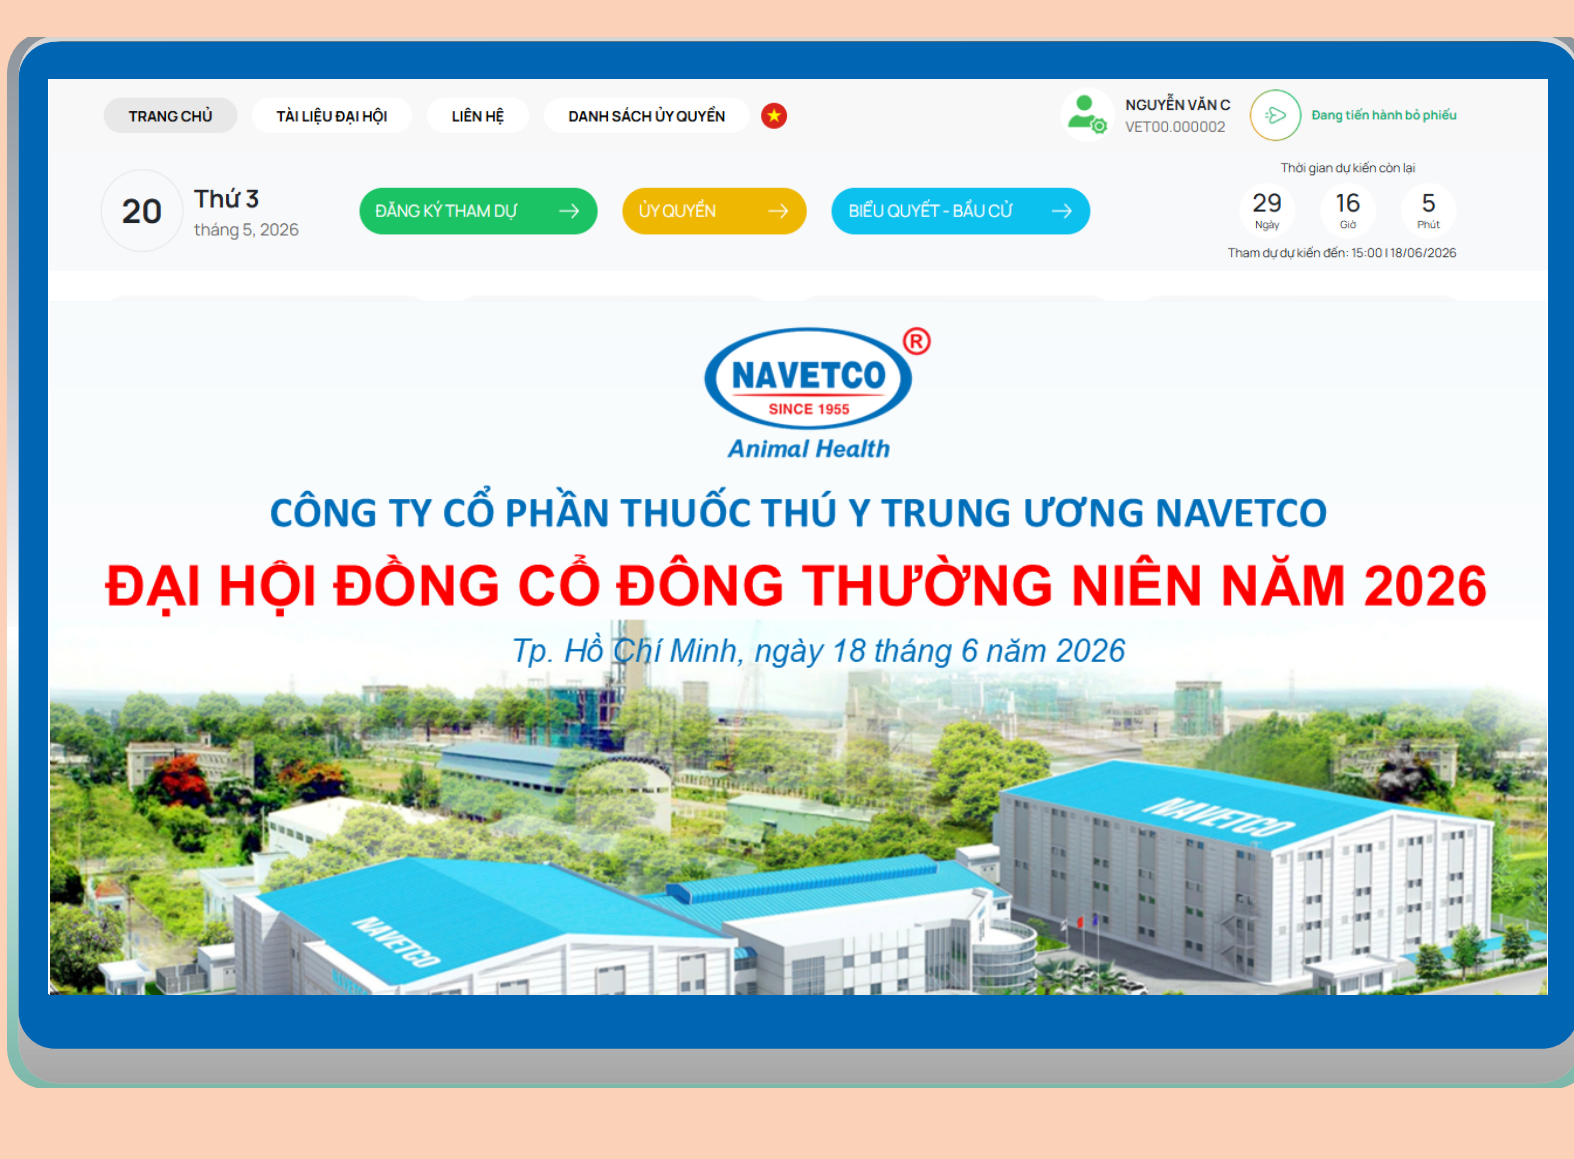 TRANG CHỦ
TÀI LIỆU ĐẠI HỘI
LIÊN HỆ
DANH SÁCH ỦY QUYỀN
NGUYỄN VĂN C
VET00.000002
Đang tiến hành bỏ phiếu
20
Thứ 3
tháng 5, 2026
ĐĂNG KÝ THAM DỰ
ỦY QUYỀN
BIỂU QUYẾT - BẦU CỬ
Thời gian dự kiến còn lại
29
Ngày
16
Giờ
5
Phút
Tham dự dự kiến đến: 15:00 | 18/06/2026
NAVETCO
®
SINCE 1955
Animal Health
CÔNG TY CỔ PHẦN THUỐC THÚ Y TRUNG ƯƠNG NAVETCO
ĐẠI HỘI ĐỒNG CỔ ĐÔNG THƯỜNG NIÊN NĂM 2026
Tp. Hồ Chí Minh, ngày 18 tháng 6 năm 2026
NAVETCO
NAVETCO